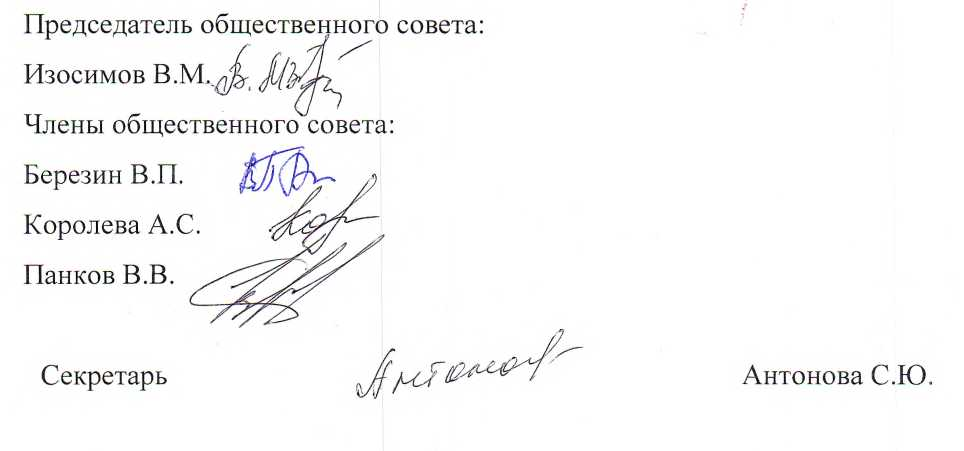 Председатель общественного совета:
Изосимов В.М.
Члены общественного совета:
Березин В.П.
Королева А.С.
Панков В.В.
Секретарь Антонова С.Ю.